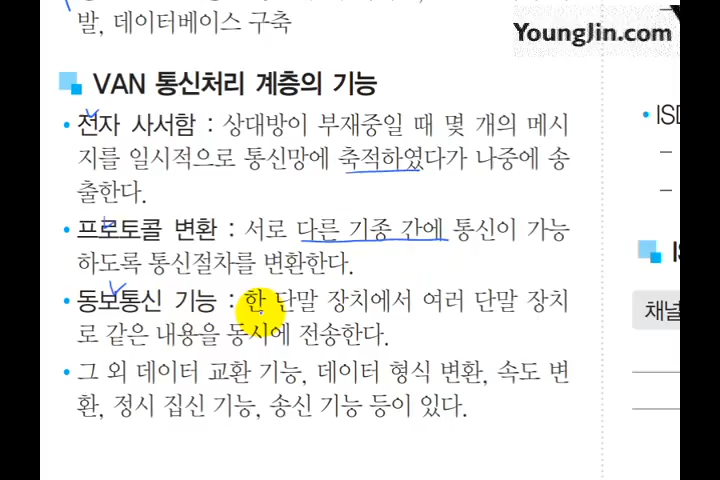 발, 데이터베이스 구축
YoungJin.com
VAN 통신처리 계층의 기능
• 전자 사서함 : 상대방이 부재중일 때 몇 개의 메시
지를 일시적으로 통신망에 축적하였다가 나중에 송
출한다.
• 프로토콜 변환 : 서로 다른 기종 간에 통신이 가능
하도록 통신절차를 변환한다.
• 동보통신 기능 : 한 단말 장치에서 여러 단말 장치
로 같은 내용을 동시에 전송한다.
• 그 외 데이터 교환 기능, 데이터 형식 변환, 속도 변
환, 정시 집신 기능, 송신 기능 등이 있다.
• ISD
–
–
채널